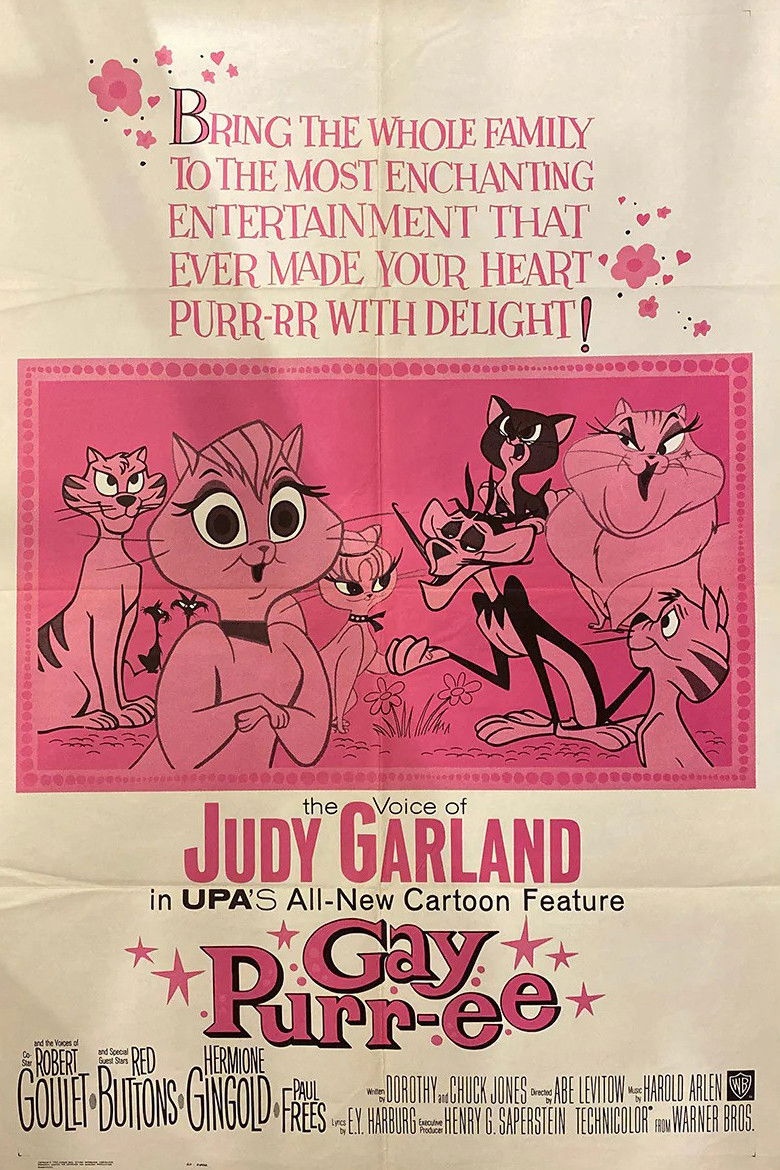 BRING THE WHOLE FAMILY
TO THE MOST ENCHANTING
ENTERTAINMENT THAT
EVER MADE YOUR HEART
PURR-RR WITH DELIGHT!
the Voice of
JUDY GARLAND
in UPA'S All-New Cartoon Feature
Gay
Purr-ee
and the Voices of
Co-Star ROBERT GOULET
and Special Guest Stars RED BUTTONS
HERMIONE GINGOLD
PAUL FREES
Written by DOROTHY and CHUCK JONES Directed by ABE LEVITOW Music by HAROLD ARLEN
Lyrics by E.Y. HARBURG Executive Producer HENRY G. SAPERSTEIN TECHNICOLOR® FROM WARNER BROS.
WB